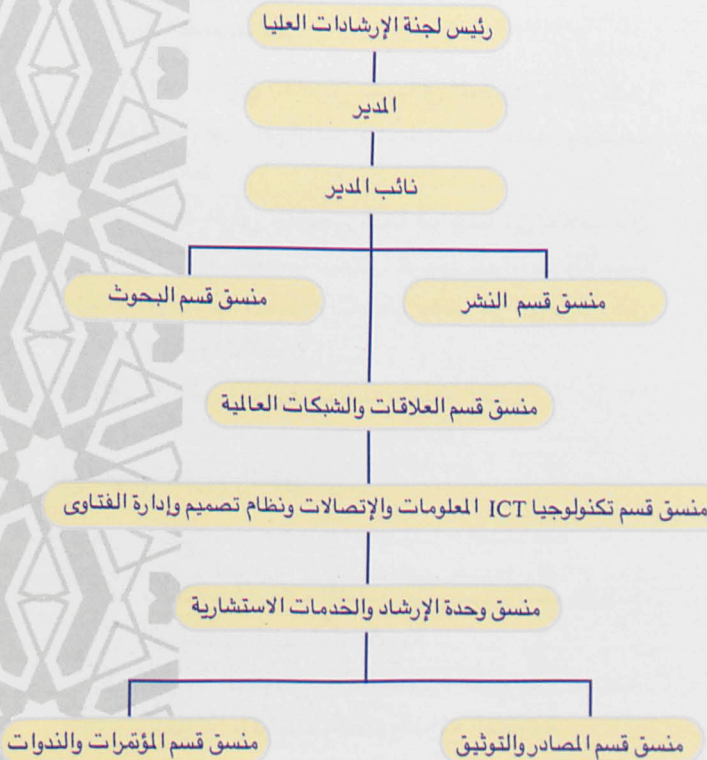 رئيس لجنة الإرشادات العليا
المدير
نائب المدير
منسق قسم النشر
منسق قسم البحوث
منسق قسم العلاقات والشبكات العالمية
منسق قسم تكنولوجيا ICT المعلومات والإتصالات ونظام تصميم وإدارة الفتاوى
منسق وحدة الإرشاد والخدمات الاستشارية
منسق قسم المصادر والتوثيق
منسق قسم المؤتمرات والندوات